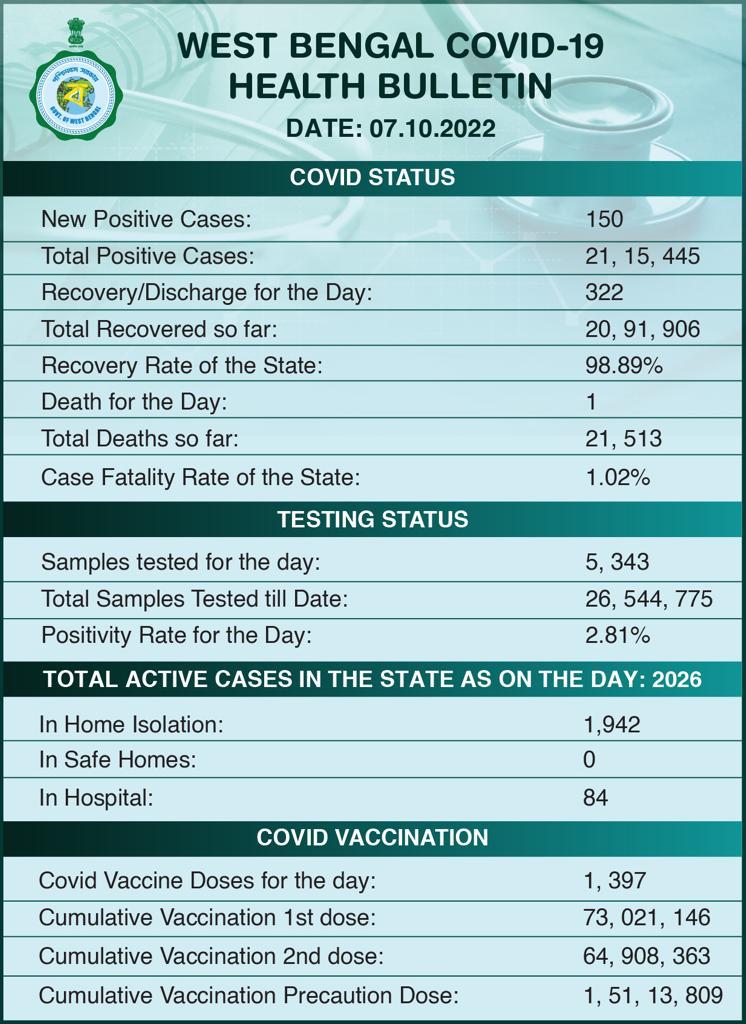 WEST BENGAL COVID-19
HEALTH BULLETIN
DATE: 07.10.2022
পশ্চিমবঙ্গ সরকার
GOVT. OF WEST BENGAL
COVID STATUS
New Positive Cases: 150
Total Positive Cases: 21, 15, 445
Recovery/Discharge for the Day: 322
Total Recovered so far: 20, 91, 906
Recovery Rate of the State: 98.89%
Death for the Day: 1
Total Deaths so far: 21, 513
Case Fatality Rate of the State: 1.02%
TESTING STATUS
Samples tested for the day: 5, 343
Total Samples Tested till Date: 26, 544, 775
Positivity Rate for the Day: 2.81%
TOTAL ACTIVE CASES IN THE STATE AS ON THE DAY: 2026
In Home Isolation: 1,942
In Safe Homes: 0
In Hospital: 84
COVID VACCINATION
Covid Vaccine Doses for the day: 1, 397
Cumulative Vaccination 1st dose: 73, 021, 146
Cumulative Vaccination 2nd dose: 64, 908, 363
Cumulative Vaccination Precaution Dose: 1, 51, 13, 809